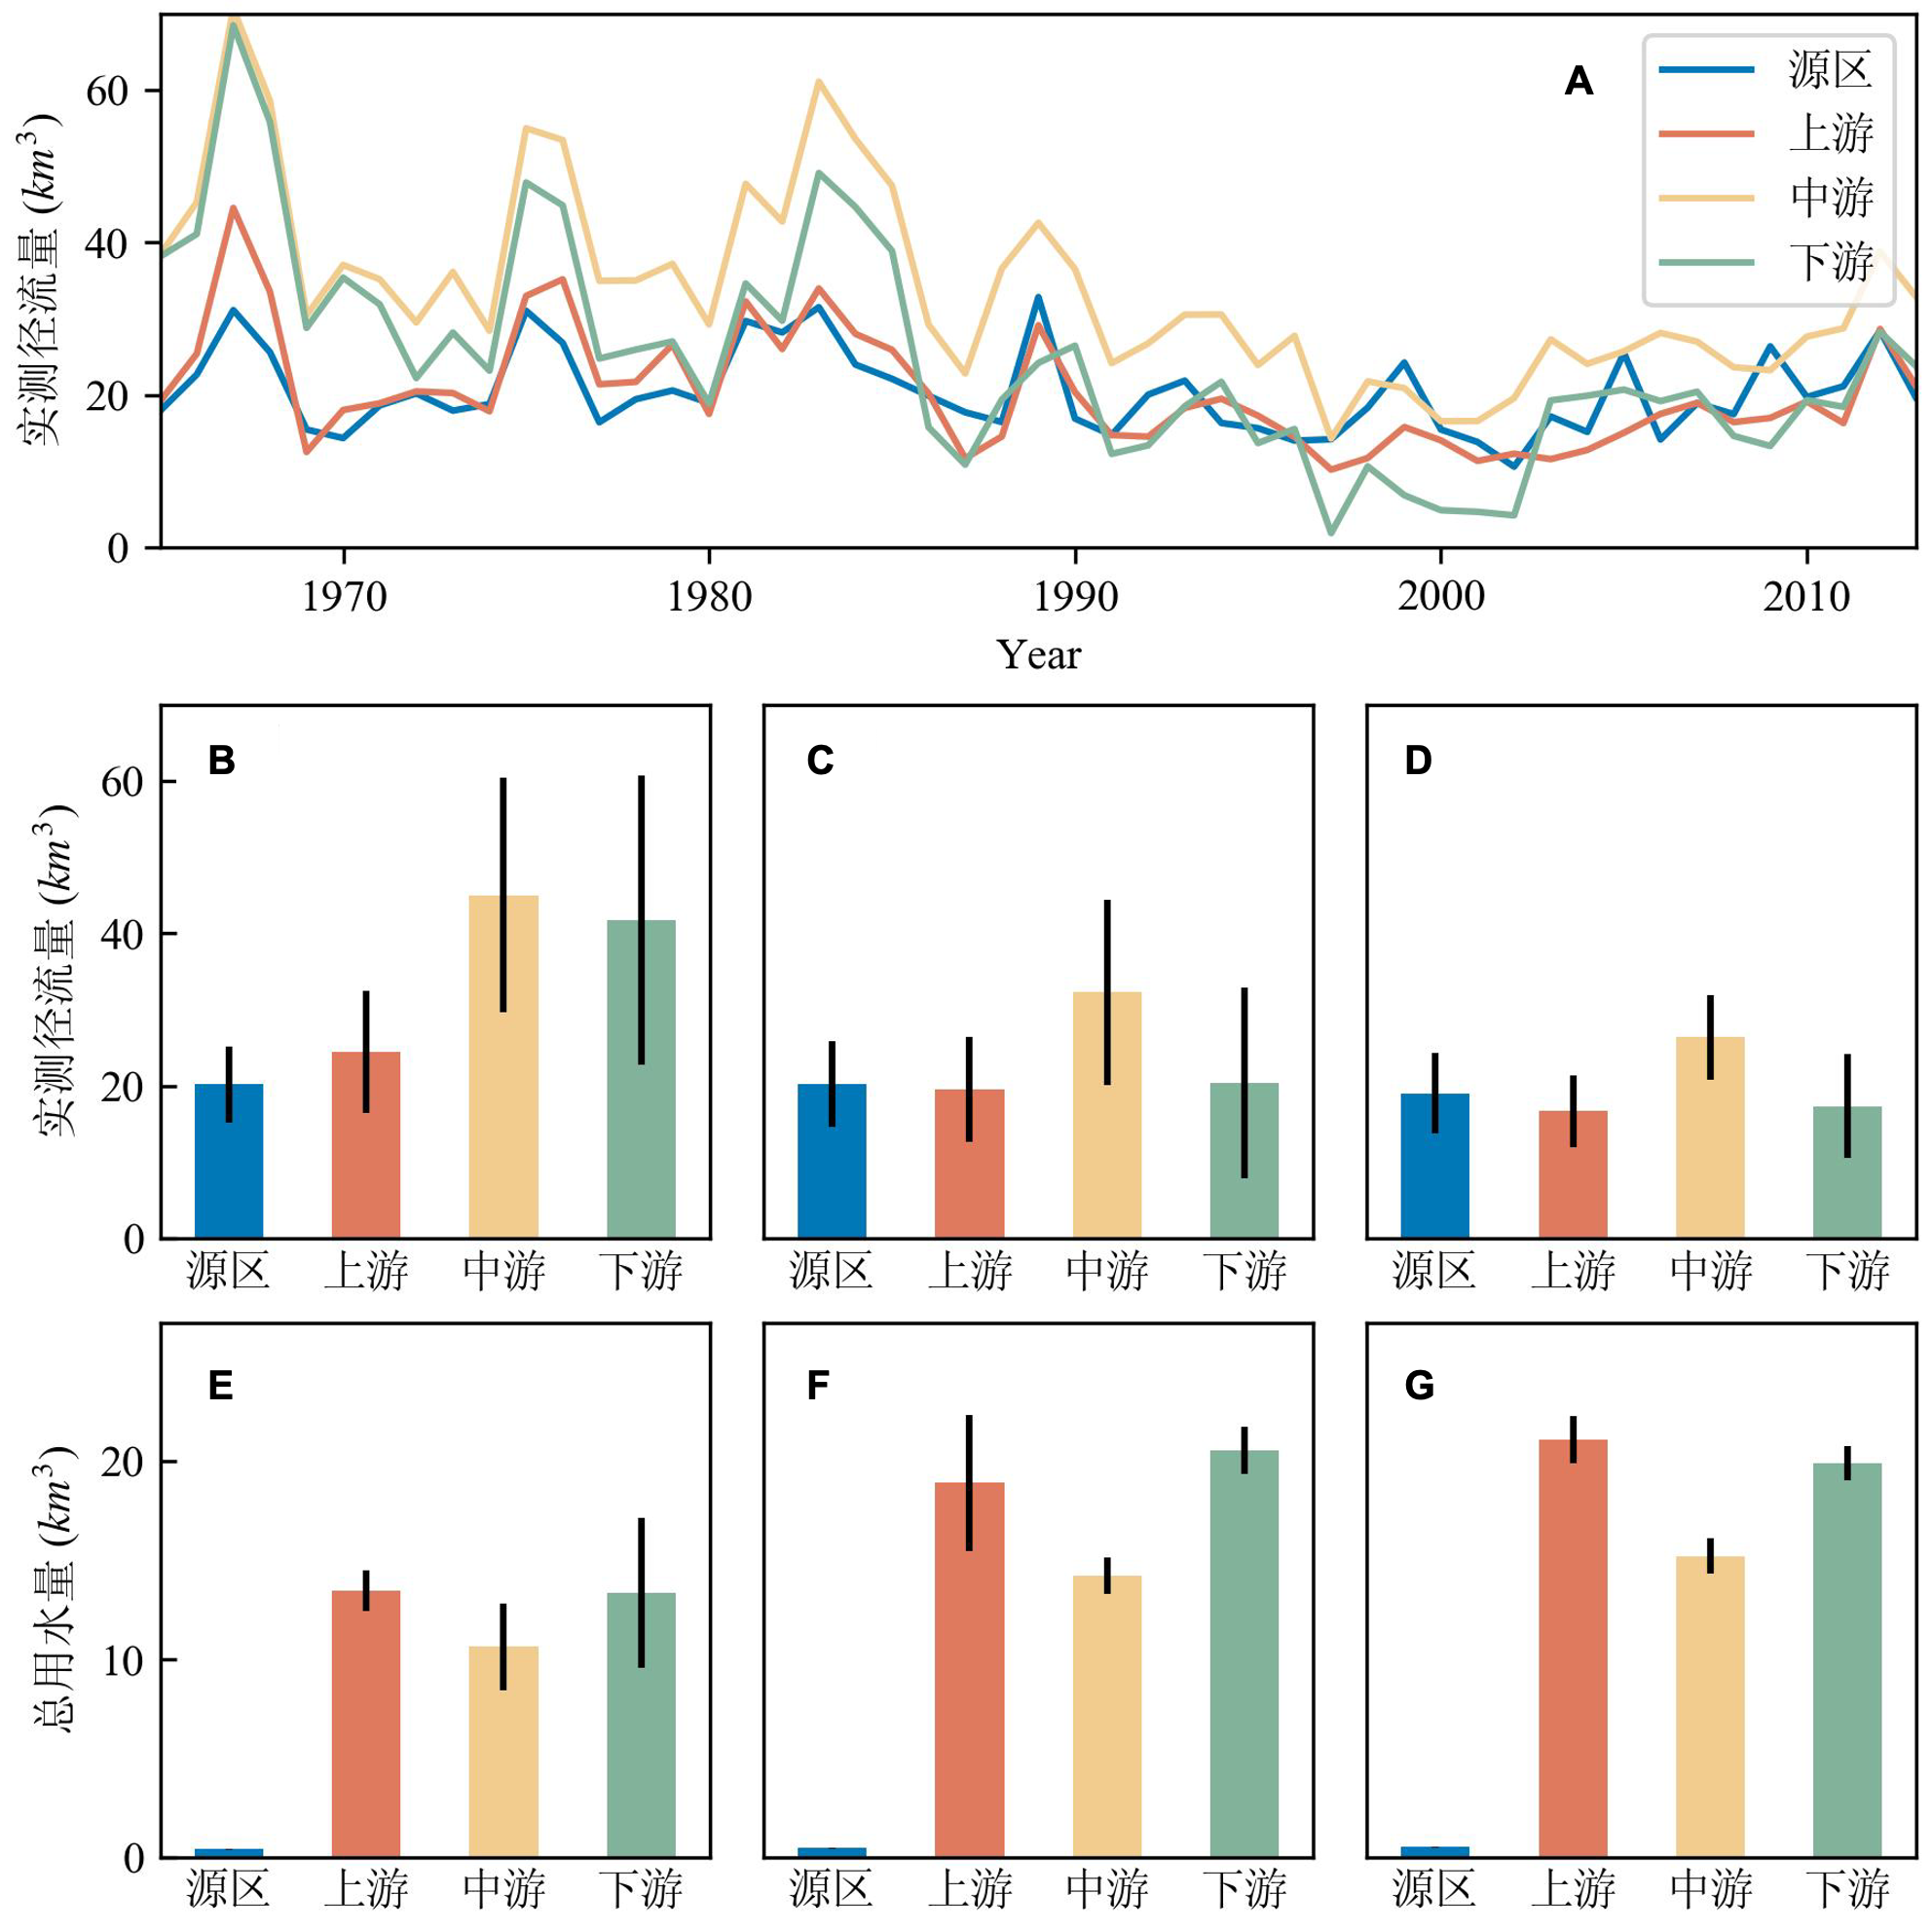 实测径流量 (km³)
60
40
20
0
A
源区
上游
中游
下游
1970 1980 1990 2000 2010
Year
实测径流量 (km³)
60
40
20
0
B
C
D
源区 上游 中游 下游
源区 上游 中游 下游
源区 上游 中游 下游
总用水量 (km³)
20
10
0
E
F
G
源区 上游 中游 下游
源区 上游 中游 下游
源区 上游 中游 下游